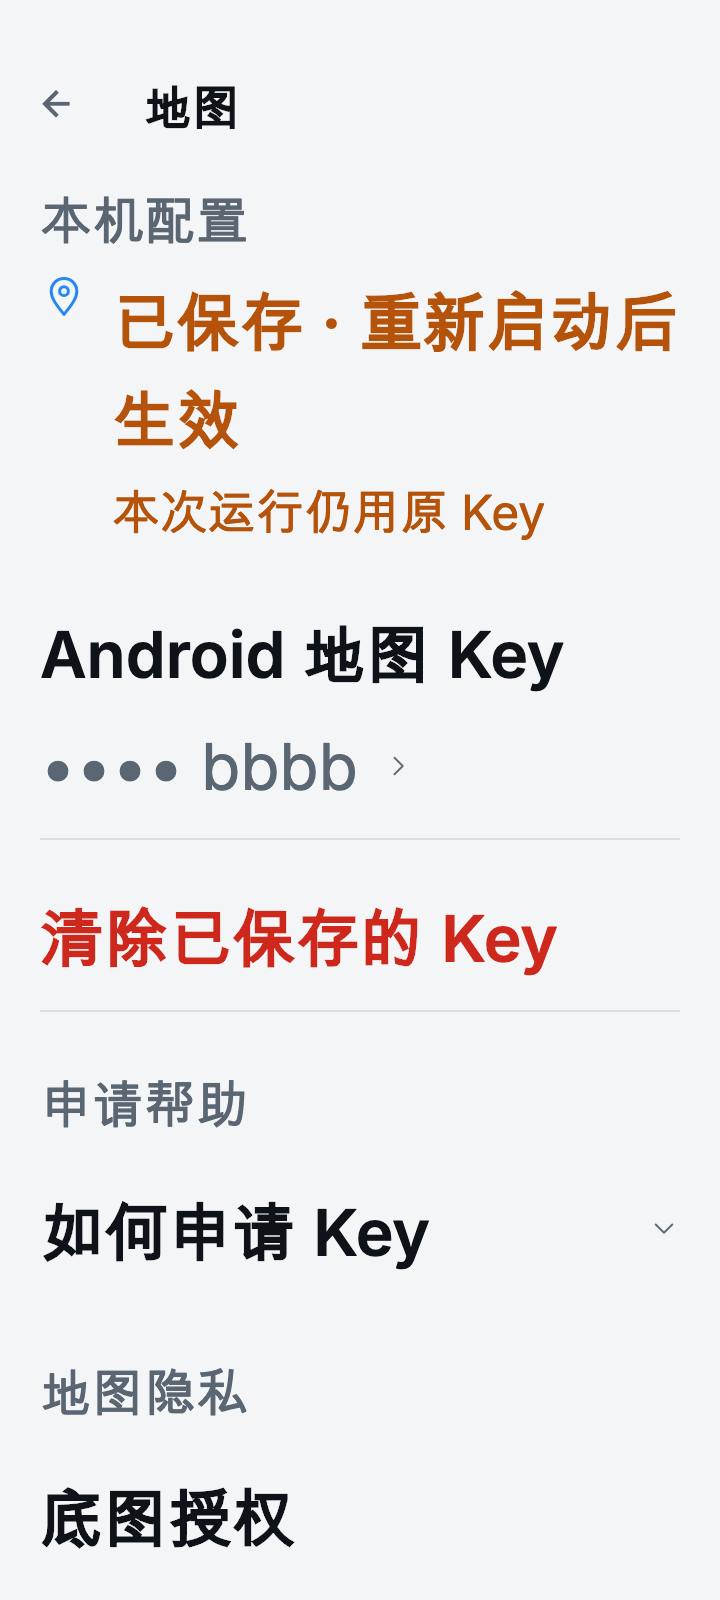 地图
本机配置
已保存 · 重新启动后
生效
本次运行仍用原 Key
Android 地图 Key
•••• bbbb
清除已保存的 Key
申请帮助
如何申请 Key
地图隐私
底图授权